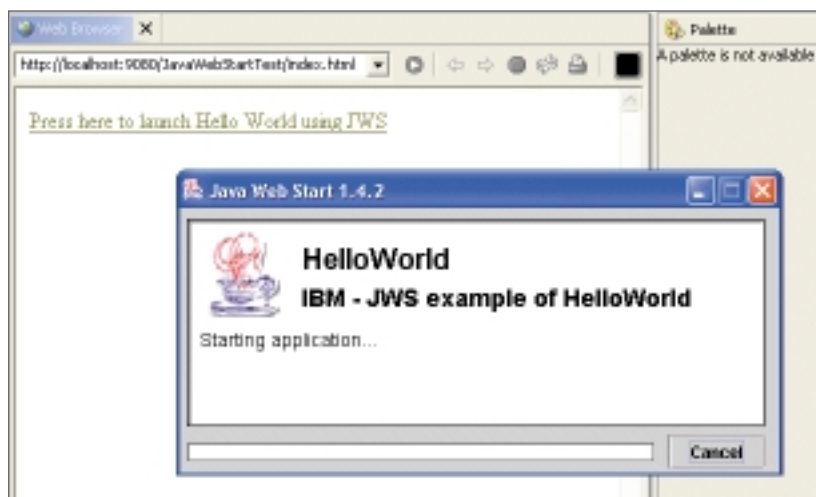 Web Browser
Palette
http://localhost:9080/JavaWebStartTest/index.html
A palette is not available
Press here to launch Hello World using JWS
Java Web Start 1.4.2
HelloWorld
IBM - JWS example of HelloWorld
Starting application...
Cancel